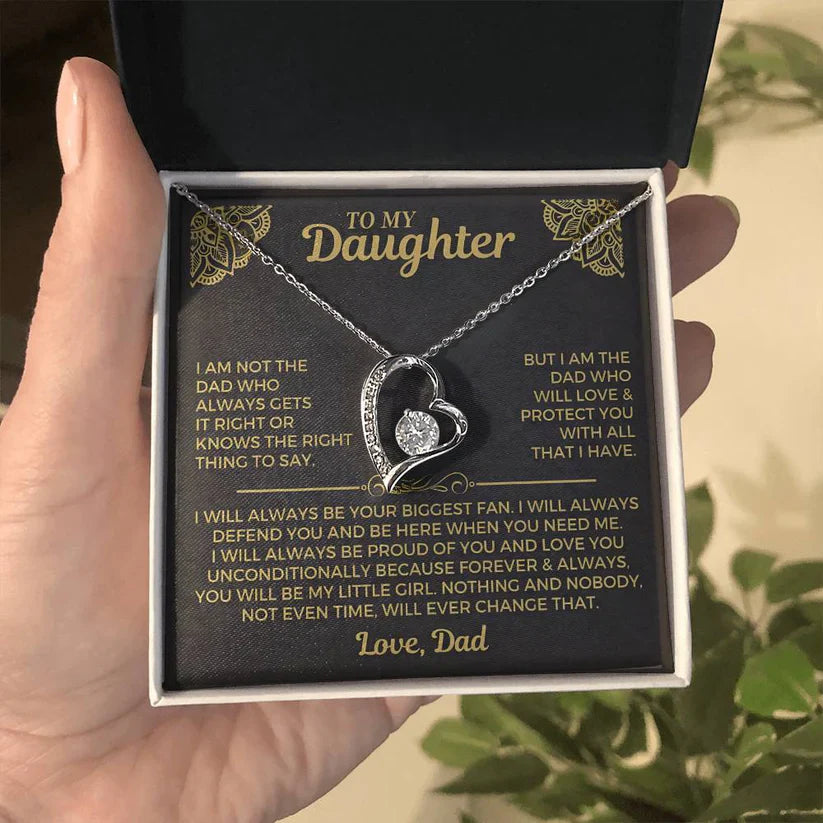 TO MY
Daughter
I AM NOT THE
DAD WHO
ALWAYS GETS
IT RIGHT OR
KNOWS THE RIGHT
THING TO SAY,
BUT I AM THE
DAD WHO
WILL LOVE &
PROTECT YOU
WITH ALL
THAT I HAVE.
I WILL ALWAYS BE YOUR BIGGEST FAN. I WILL ALWAYS
DEFEND YOU AND BE HERE WHEN YOU NEED ME.
I WILL ALWAYS BE PROUD OF YOU AND LOVE YOU
UNCONDITIONALLY BECAUSE FOREVER & ALWAYS,
YOU WILL BE MY LITTLE GIRL. NOTHING AND NOBODY,
NOT EVEN TIME, WILL EVER CHANGE THAT.
Love, Dad